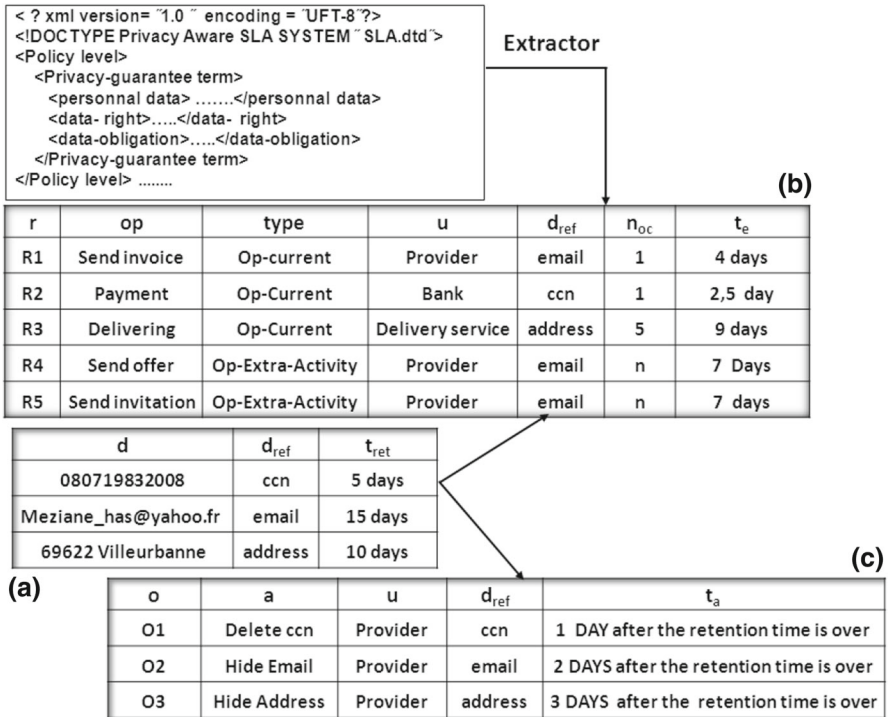 < ? xml version= ˝1.0 ˝ encoding = ˝UFT-8˝?>
<!DOCTYPE Privacy Aware SLA SYSTEM ˝ SLA.dtd˝>
<Policy level>
<Privacy-guarantee term>
<personnal data> .......</personnal data>
<data- right>.....</data- right>
<data-obligation>.....</data-obligation>
</Privacy-guarantee term>
</Policy level> ........
Extractor
(b)
r op type u d_ref n_oc t_e
R1 Send invoice Op-current Provider email 1 4 days
R2 Payment Op-Current Bank ccn 1 2,5 day
R3 Delivering Op-Current Delivery service address 5 9 days
R4 Send offer Op-Extra-Activity Provider email n 7 Days
R5 Send invitation Op-Extra-Activity Provider email n 7 days
d d_ref t_ret
080719832008 ccn 5 days
Meziane_has@yahoo.fr email 15 days
69622 Villeurbanne address 10 days
(a)
(c)
o a u d_ref t_a
O1 Delete ccn Provider ccn 1 DAY after the retention time is over
O2 Hide Email Provider email 2 DAYS after the retention time is over
O3 Hide Address Provider address 3 DAYS after the retention time is over